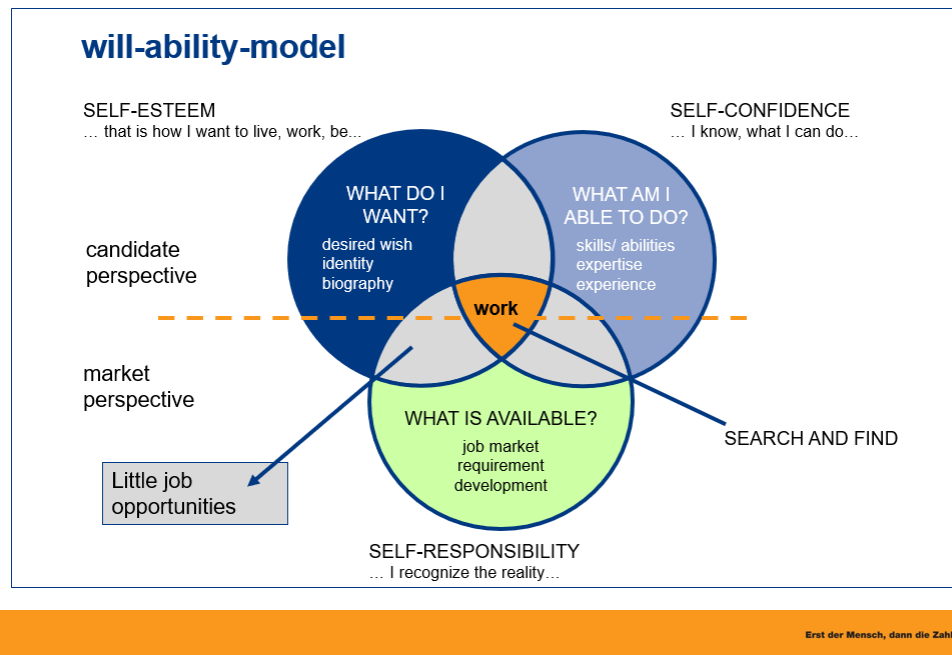 will-ability-model
SELF-ESTEEM
… that is how I want to live, work, be...
SELF-CONFIDENCE
… I know, what I can do…
WHAT DO I
WANT?
desired wish
identity
biography
WHAT AM I
ABLE TO DO?
skills/ abilities
expertise
experience
candidate
perspective
work
market
perspective
WHAT IS AVAILABLE?
job market
requirement
development
SEARCH AND FIND
Little job
opportunities
SELF-RESPONSIBILITY
… I recognize the reality…
Erst der Mensch, dann die Zahl